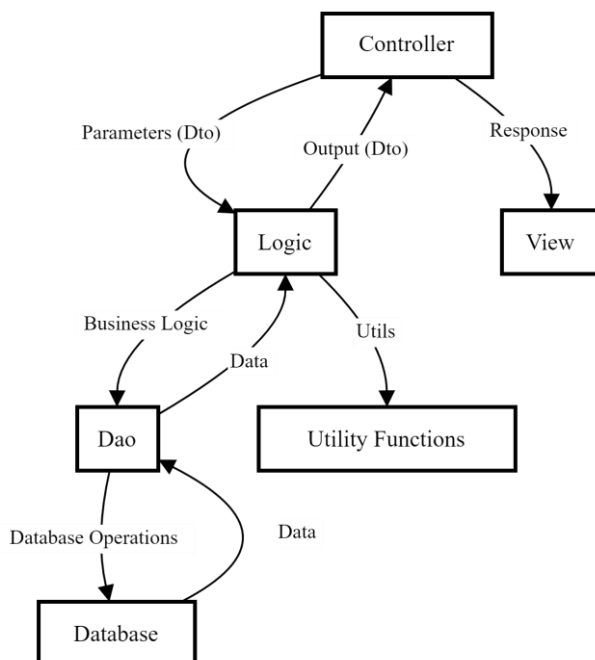 Controller
Parameters (Dto)
Output (Dto)
Response
Logic
View
Business Logic
Data
Utils
Dao
Utility Functions
Database Operations
Data
Database